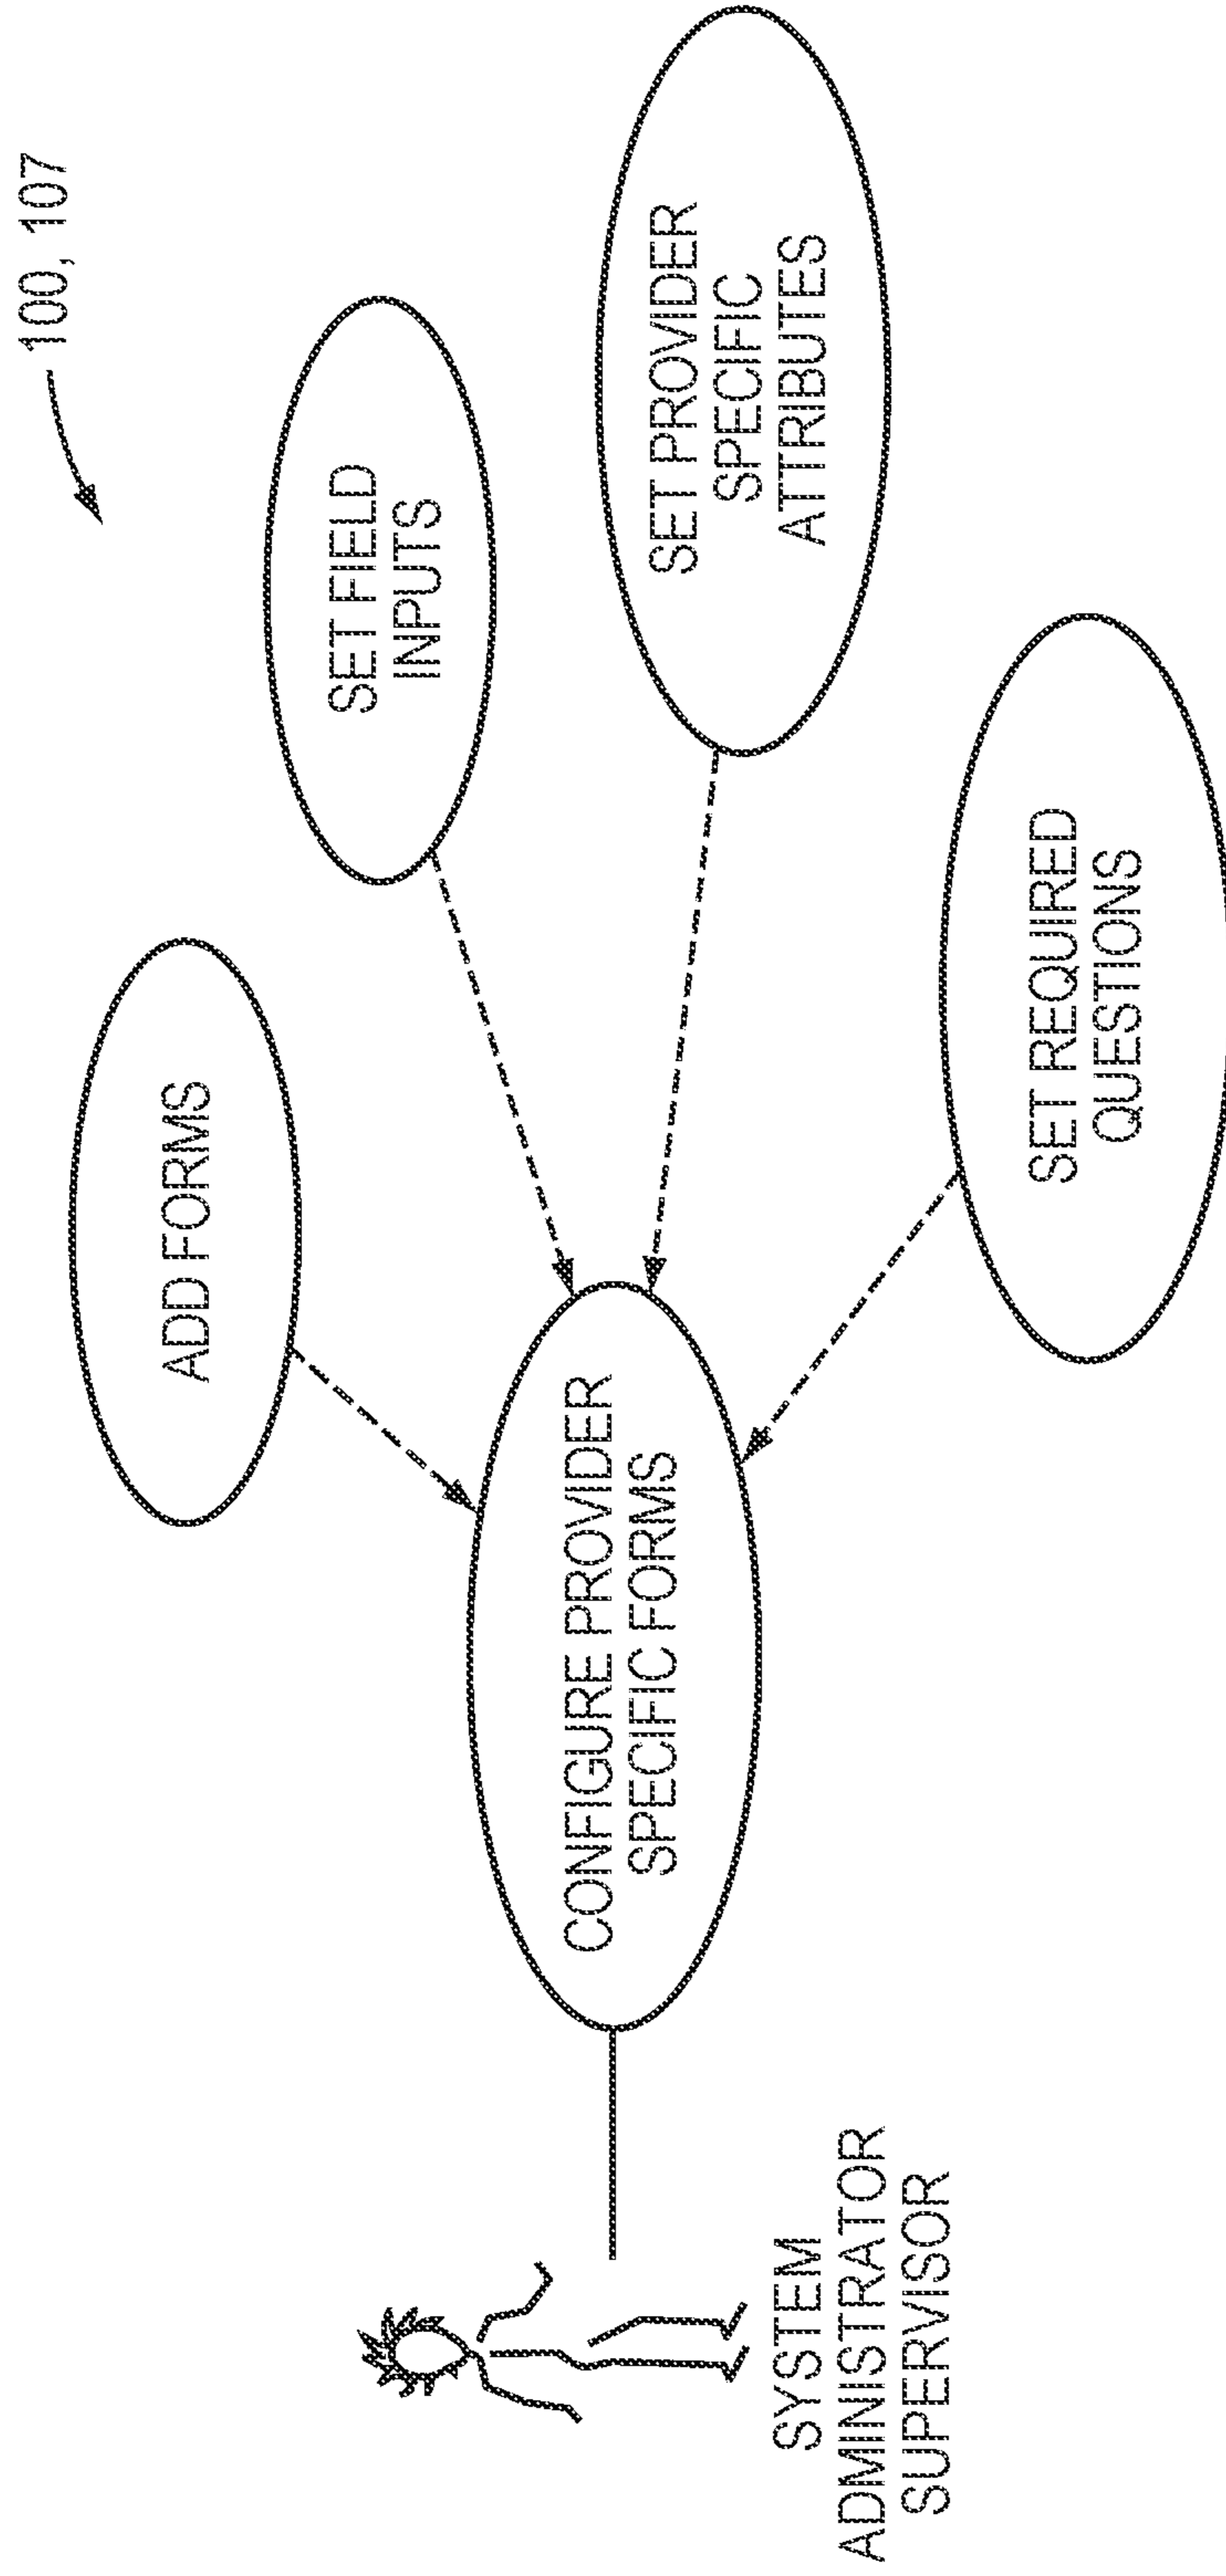 100, 107
ADD FORMS
SET FIELD
INPUTS
SET PROVIDER
SPECIFIC
ATTRIBUTES
SET REQUIRED
QUESTIONS
CONFIGURE PROVIDER
SPECIFIC FORMS
SYSTEM
ADMINISTRATOR
SUPERVISOR